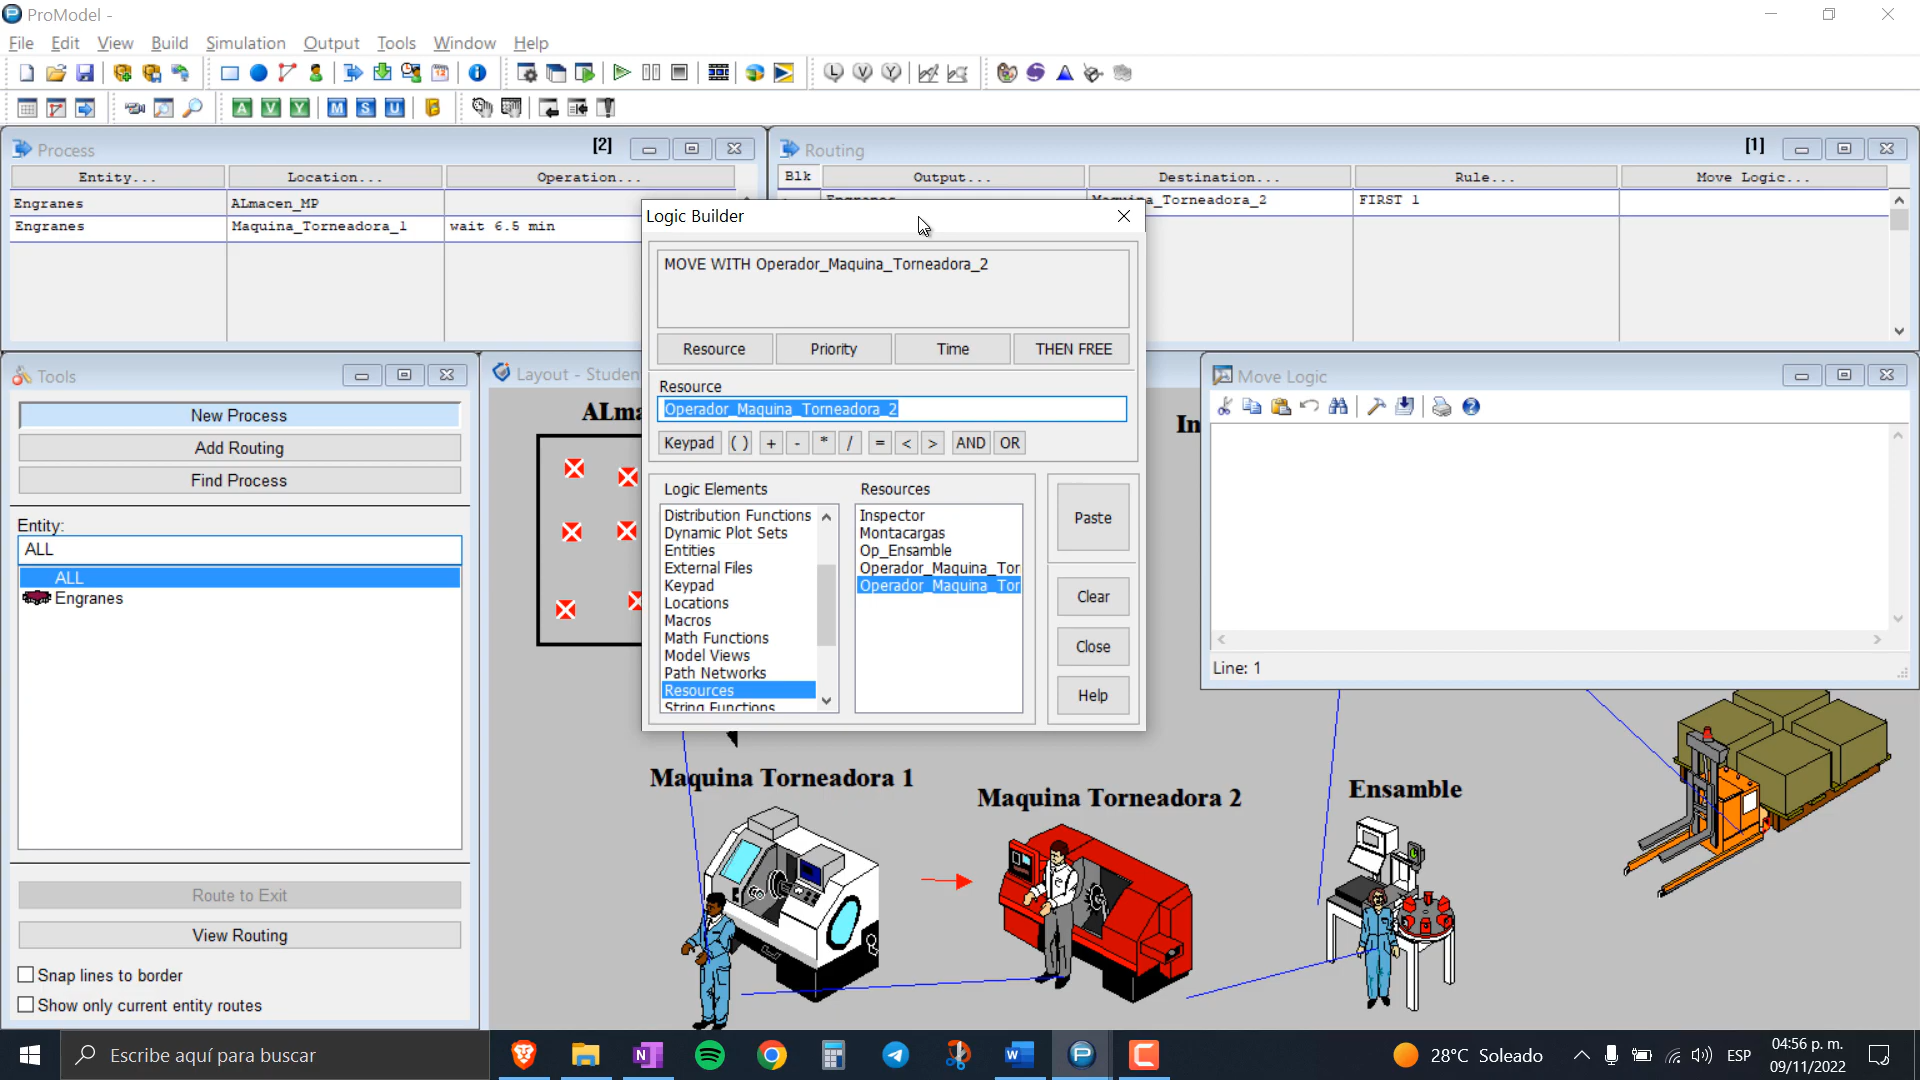 ProModel -
File Edit View Build Simulation Output Tools Window Help
Process [2]
Entity... Location... Operation...
Engranes ALmacen_MP
Engranes Maquina_Torneadora_1 wait 6.5 min
Routing [1]
Blk Output... Destination... Rule... Move Logic...
Engranes Maquina_Torneadora_2 FIRST 1
Logic Builder
MOVE WITH Operador_Maquina_Torneadora_2
Resource Priority Time THEN FREE
Resource
Operador_Maquina_Torneadora_2
Keypad ( ) + - * / = < > AND OR
Logic Elements
Distribution Functions
Dynamic Plot Sets
Entities
External Files
Keypad
Locations
Macros
Math Functions
Model Views
Path Networks
Resources
String Functions
Resources
Inspector
Montacargas
Op_Ensamble
Operador_Maquina_Tor
Operador_Maquina_Tor
Paste
Clear
Close
Help
Tools
New Process
Add Routing
Find Process
Entity:
ALL
ALL
Engranes
Route to Exit
View Routing
Snap lines to border
Show only current entity routes
Layout - Studen
ALma
In
Move Logic
Line: 1
Maquina Torneadora 1
Maquina Torneadora 2
Ensamble
Escribe aquí para buscar
28°C Soleado
ESP
04:56 p. m.
09/11/2022